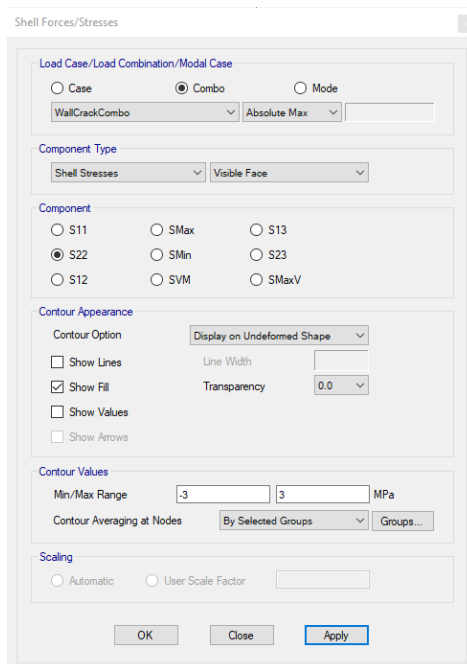 Shell Forces/Stresses
Load Case/Load Combination/Modal Case
Case Combo Mode
WallCrackCombo Absolute Max
Component Type
Shell Stresses Visible Face
Component
S11 SMax S13
S22 SMin S23
S12 SVM SMaxV
Contour Appearance
Contour Option Display on Undeformed Shape
Show Lines Line Width
Show Fill Transparency 0.0
Show Values
Show Arrows
Contour Values
Min/Max Range -3 3 MPa
Contour Averaging at Nodes By Selected Groups Groups...
Scaling
Automatic User Scale Factor
OK Close Apply